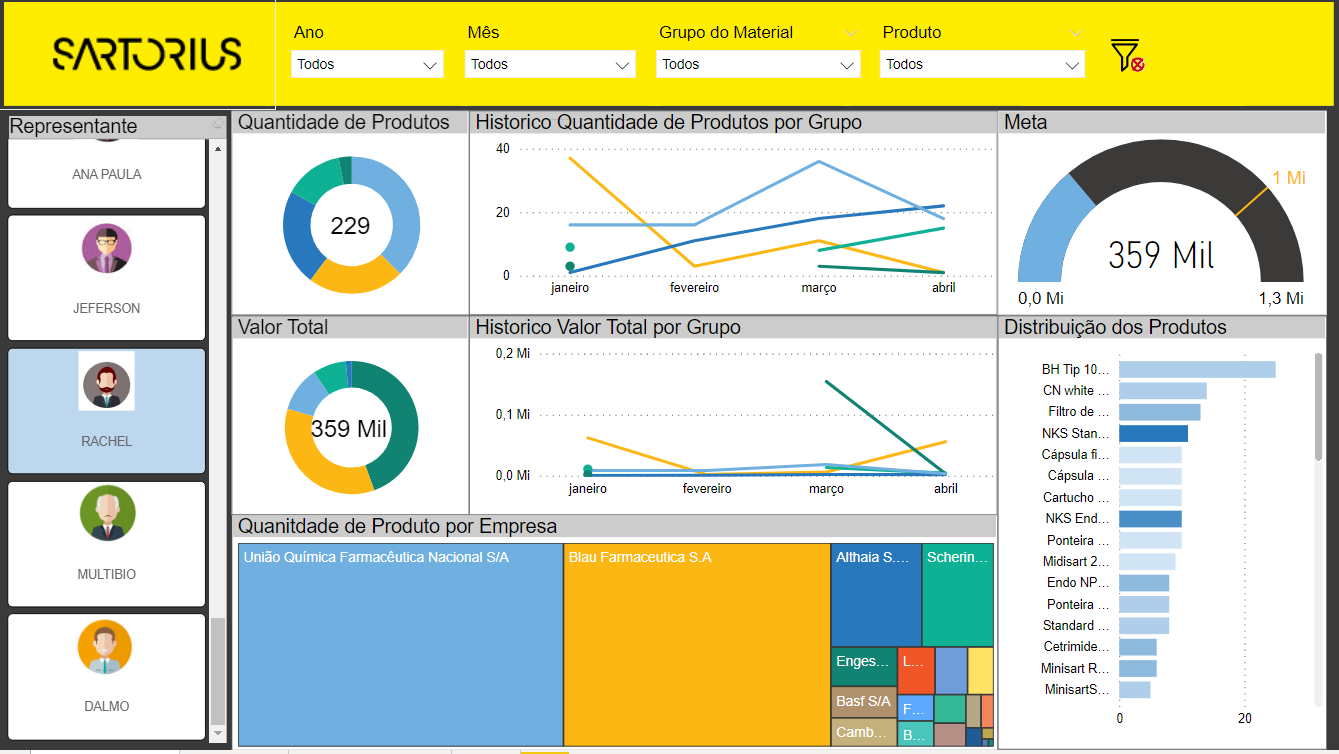 SARTORIUS
Ano
Mês
Grupo do Material
Produto
Todos
Todos
Todos
Todos
Representante
ANA PAULA
JEFERSON
RACHEL
MULTIBIO
DALMO
Quantidade de Produtos
229
Historico Quantidade de Produtos por Grupo
40
20
0
janeiro
fevereiro
março
abril
Meta
1 Mi
359 Mil
0,0 Mi
1,3 Mi
Valor Total
359 Mil
Historico Valor Total por Grupo
0,2 Mi
0,1 Mi
0,0 Mi
janeiro
fevereiro
março
abril
Distribuição dos Produtos
BH Tip 10...
CN white ...
Filtro de ...
NKS Stan...
Cápsula fi...
Cápsula ...
Cartucho ...
NKS End...
Ponteira ...
Midisart 2...
Endo NP...
Ponteira ...
Standard ...
Cetrimide...
Minisart R...
MinisartS...
0
20
Quanitdade de Produto por Empresa
União Química Farmacêutica Nacional S/A
Blau Farmaceutica S.A
Althaia S....
Scherin...
Enges...
L...
Basf S/A
F...
Camb...
B...